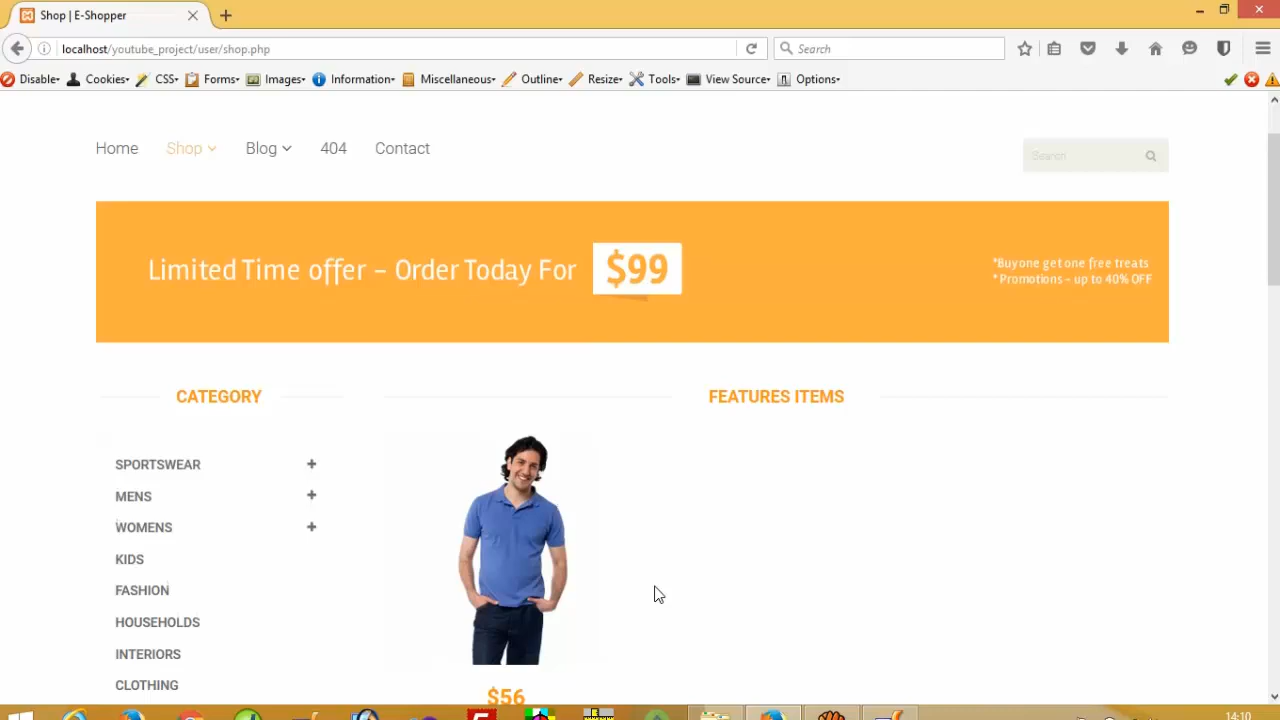 Shop | E-Shopper
localhost/youtube_project/user/shop.php
Search
Disable
Cookies
CSS
Forms
Images
Information
Miscellaneous
Outline
Resize
Tools
View Source
Options
Home
Shop
Blog
404
Contact
Search
Limited Time offer – Order Today For
$99
*Buyone get one free treats
* Promotions – up to 40% OFF
CATEGORY
FEATURES ITEMS
SPORTSWEAR
MENS
WOMENS
KIDS
FASHION
HOUSEHOLDS
INTERIORS
CLOTHING
$56
14:10